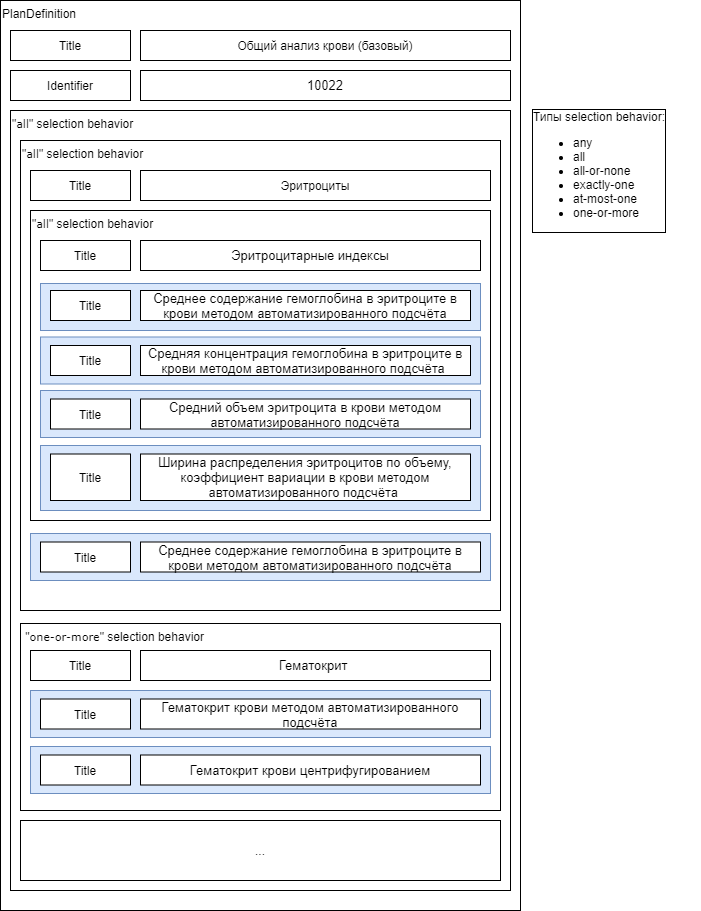 PlanDefinition
Title
Общий анализ крови (базовый)
Identifier
10022
"all" selection behavior
"all" selection behavior
Title
Эритроциты
"all" selection behavior
Title
Эритроцитарные индексы
Title
Среднее содержание гемоглобина в эритроците в
крови методом автоматизированного подсчёта
Title
Средняя концентрация гемоглобина в эритроците в
крови методом автоматизированного подсчёта
Title
Средний объем эритроцита в крови методом
автоматизированного подсчёта
Title
Ширина распределения эритроцитов по объему,
коэффициент вариации в крови методом
автоматизированного подсчёта
Title
Среднее содержание гемоглобина в эритроците в
крови методом автоматизированного подсчёта
"one-or-more" selection behavior
Title
Гематокрит
Title
Гематокрит крови методом автоматизированного
подсчёта
Title
Гематокрит крови центрифугированием
...
Типы selection behavior:
• any
• all
• all-or-none
• exactly-one
• at-most-one
• one-or-more